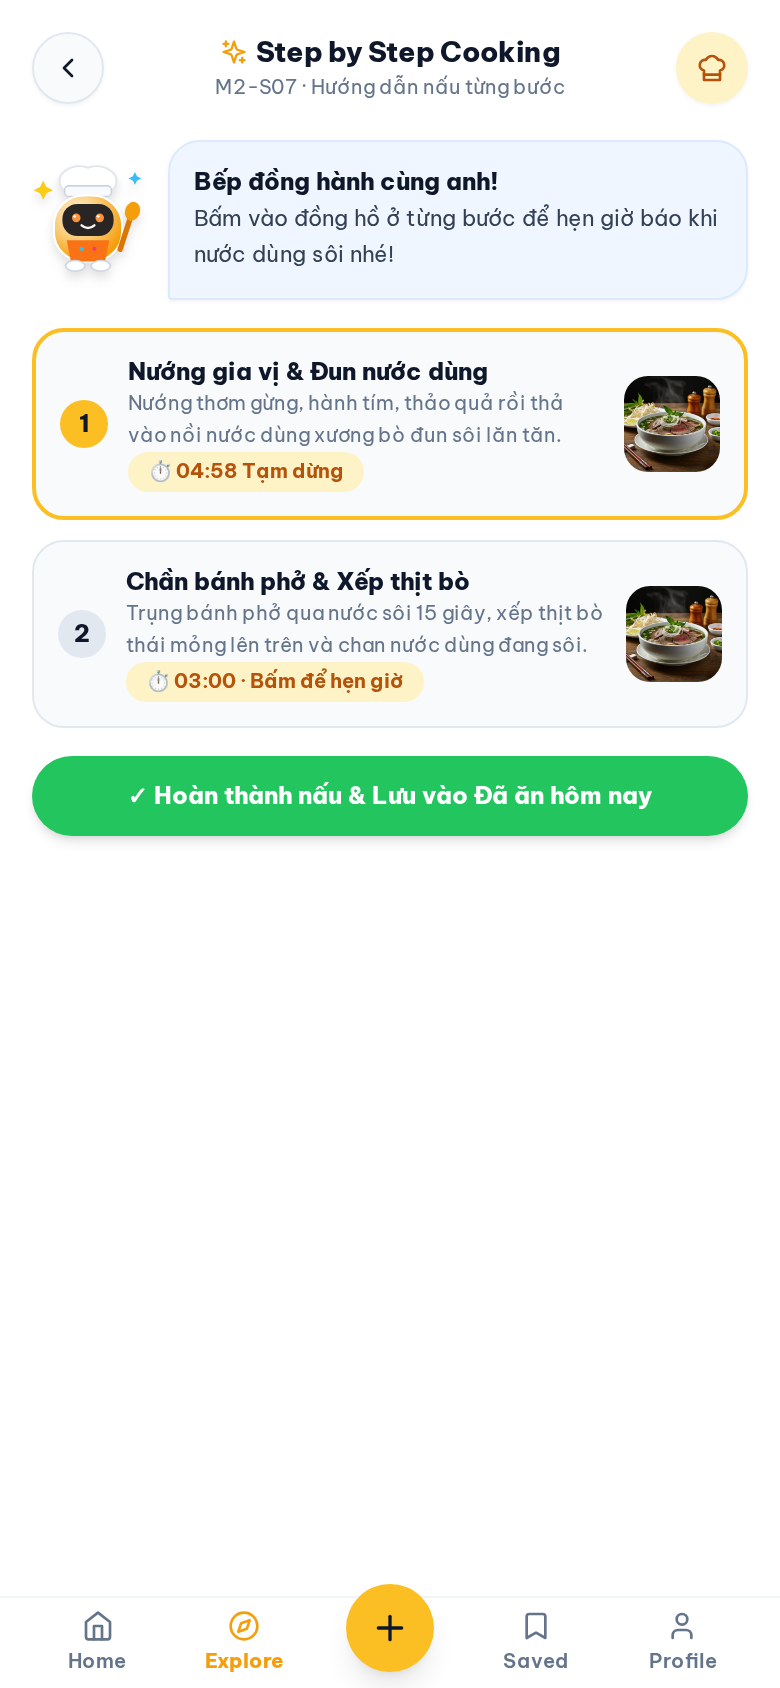 Step by Step Cooking
M2-S07 · Hướng dẫn nấu từng bước
Bếp đồng hành cùng anh!
Bấm vào đồng hồ ở từng bước để hẹn giờ báo khi
nước dùng sôi nhé!
1
Nướng gia vị & Đun nước dùng
Nướng thơm gừng, hành tím, thảo quả rồi thả
vào nồi nước dùng xương bò đun sôi lăn tăn.
⏱️ 04:58 Tạm dừng
2
Chần bánh phở & Xếp thịt bò
Trụng bánh phở qua nước sôi 15 giây, xếp thịt bò
thái mỏng lên trên và chan nước dùng đang sôi.
⏱️ 03:00 · Bấm để hẹn giờ
✓ Hoàn thành nấu & Lưu vào Đã ăn hôm nay
Home
Explore
Saved
Profile